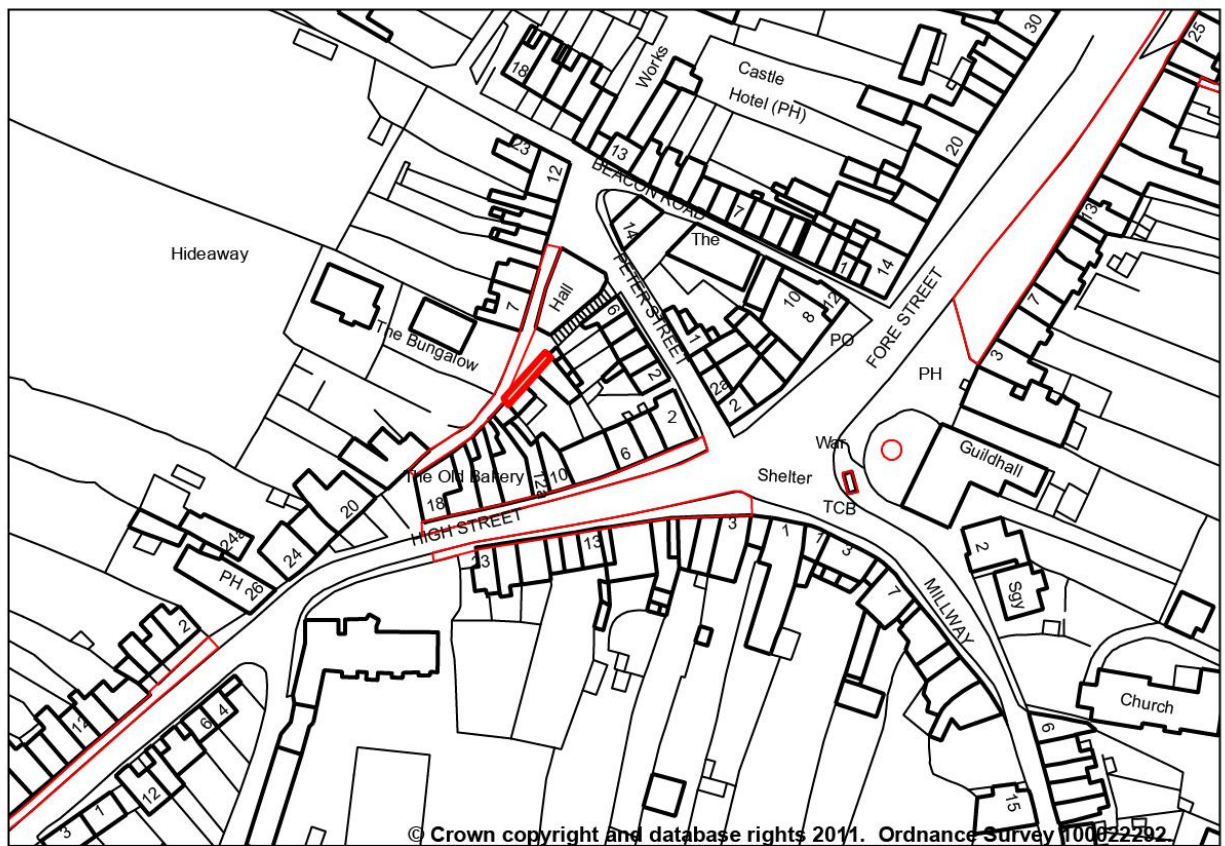 30
25
18
Works
Castle
Hotel (PH)
20
23
12
13
BEACON ROAD
7
13
14
The
1
14
Hideaway
PETER STREET
FORE STREET
7
Hall
10
12
8
7
The Bungalow
6
1
PO
3
2
2a
2
PH
2
War
Guildhall
6
The Old Bakery
12a
10
Shelter
18
TCB
20
HIGH STREET
3
1
1
3
24a
24
13
23
2
PH
26
7
Sgy
MILLWAY
2
Church
12
6
4
6
12
1
3
15
© Crown copyright and database rights 2011. Ordnance Survey 100022292.